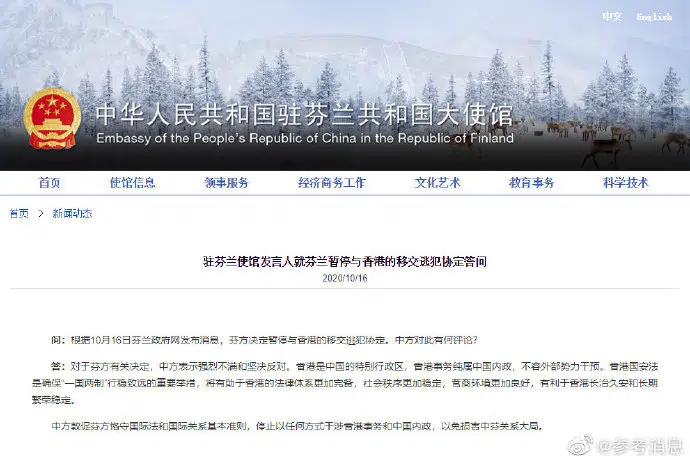 中文 English
中华人民共和国驻芬兰共和国大使馆
Embassy of the People's Republic of China in the Republic of Finland
首页 使馆信息 领事服务 经济商务工作 文化艺术 教育事务 科学技术
首页 > 新闻动态
驻芬兰使馆发言人就芬兰暂停与香港的移交逃犯协定答问
2020/10/16
问：根据10月16日芬兰政府网发布消息，芬方决定暂停与香港的移交逃犯协定。中方对此有何评论？
答：对于芬方有关决定，中方表示强烈不满和坚决反对。香港是中国的特别行政区，香港事务纯属中国内政，不容外部势力干预。香港国安法
是确保“一国两制”行稳致远的重要举措，将有助于香港的法律体系更加完备，社会秩序更加稳定，营商环境更加良好，有利于香港长治久安和长期
繁荣稳定。
中方敦促芬方恪守国际法和国际关系基本准则，停止以任何方式干涉香港事务和中国内政，以免损害中芬关系大局。
@参考消息